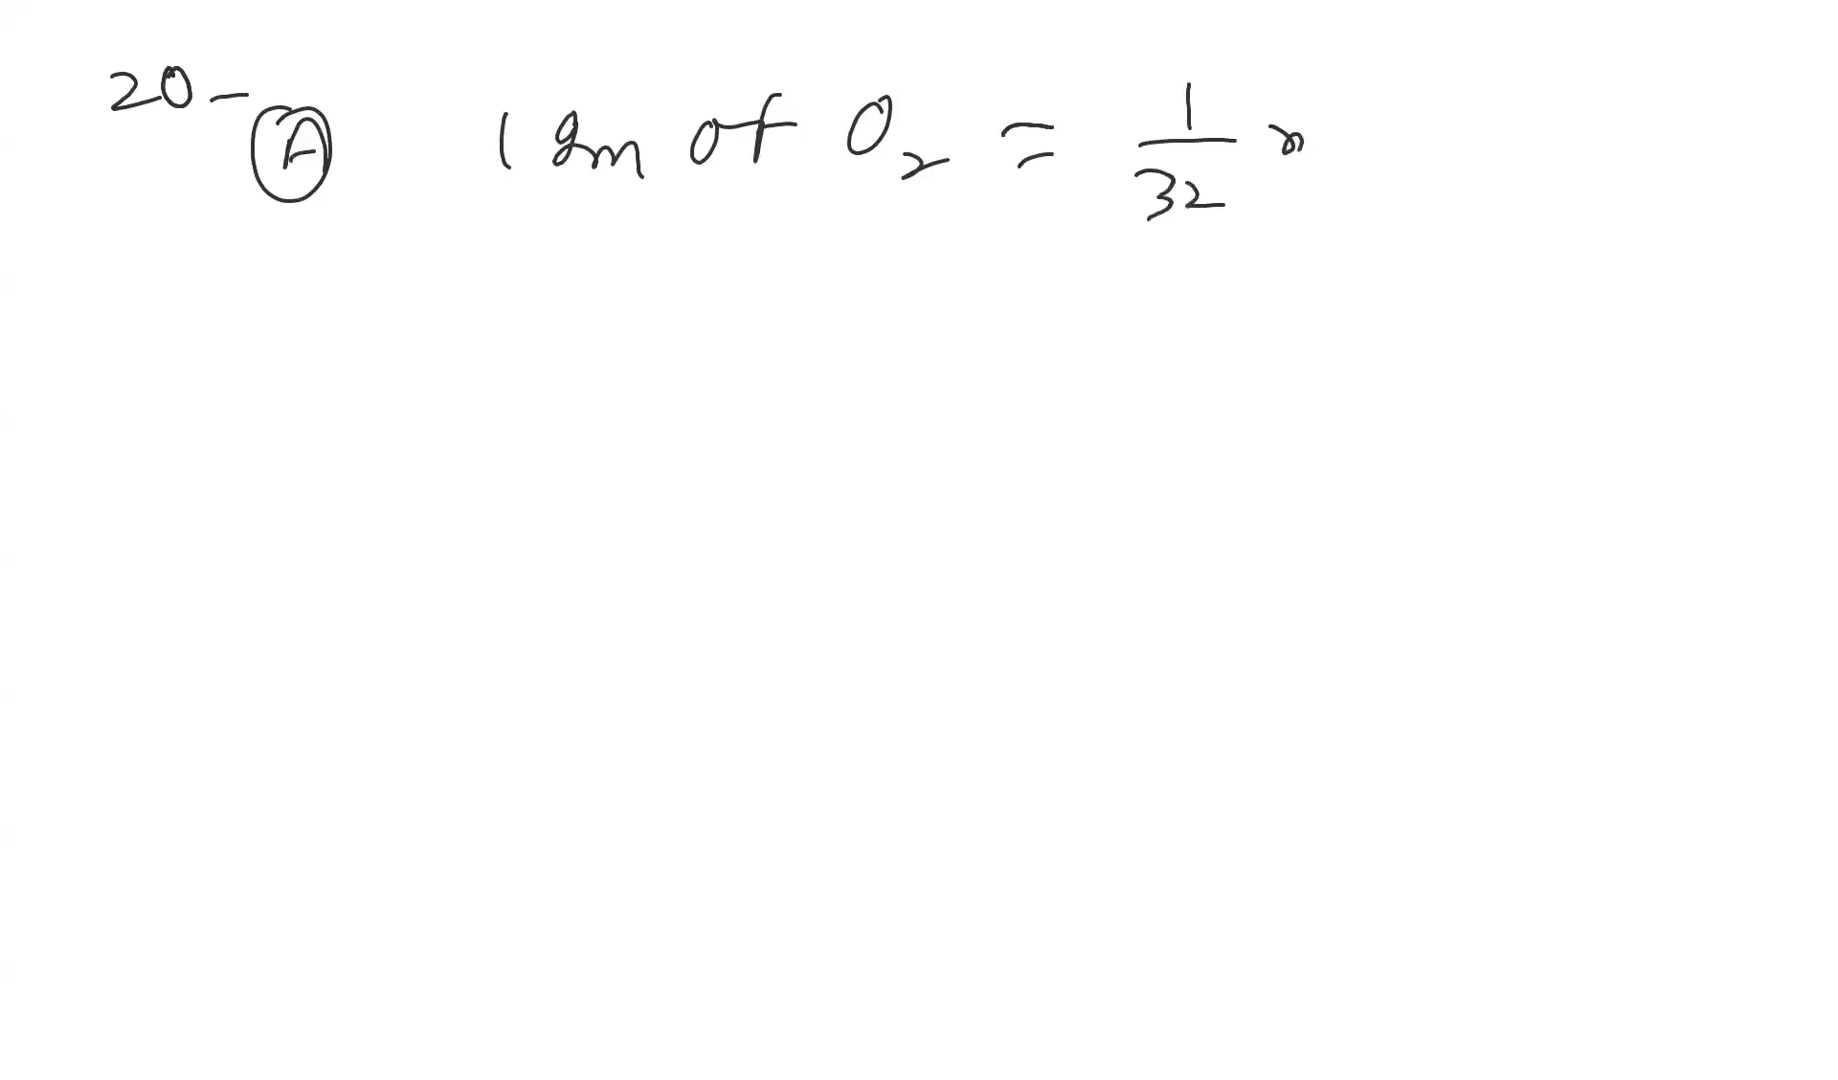 20- A 1 gm of O₂ = 1/32